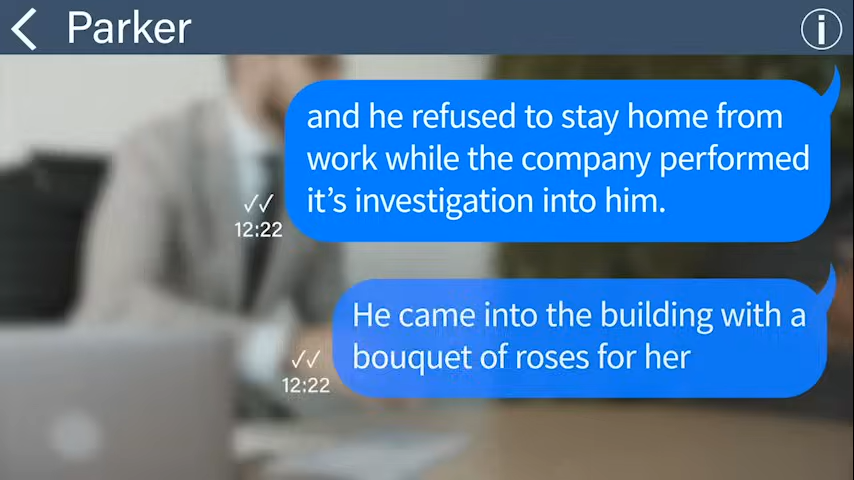 Parker
and he refused to stay home from
work while the company performed
it's investigation into him.
12:22
He came into the building with a
bouquet of roses for her
12:22